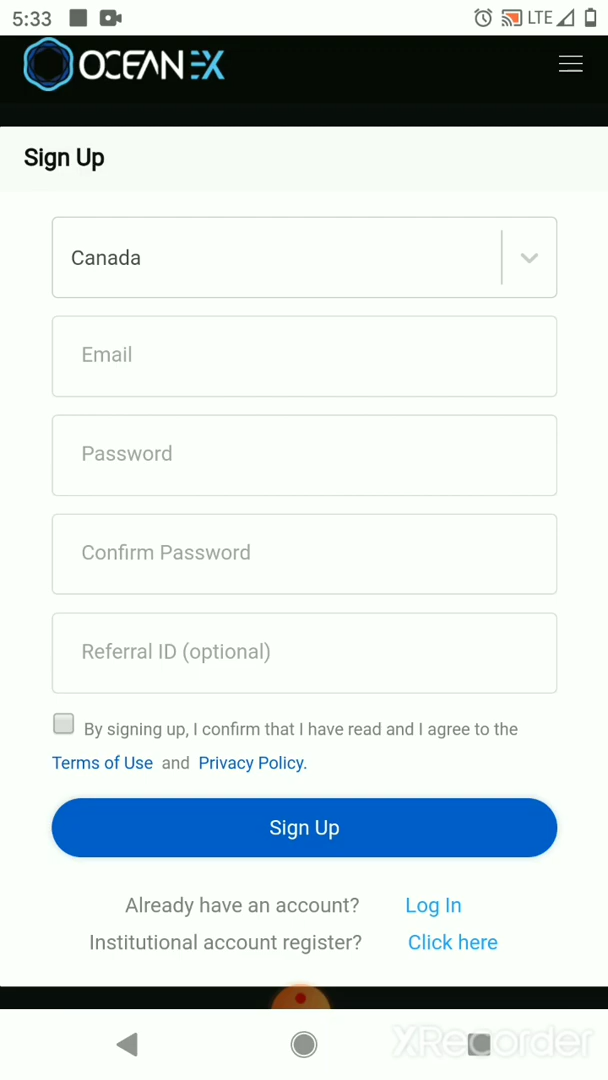 5:33
LTE
OCEANEX
Sign Up
Canada
Email
Password
Confirm Password
Referral ID (optional)
By signing up, I confirm that I have read and I agree to the
Terms of Use and Privacy Policy.
Sign Up
Already have an account? Log In
Institutional account register? Click here
XRecorder